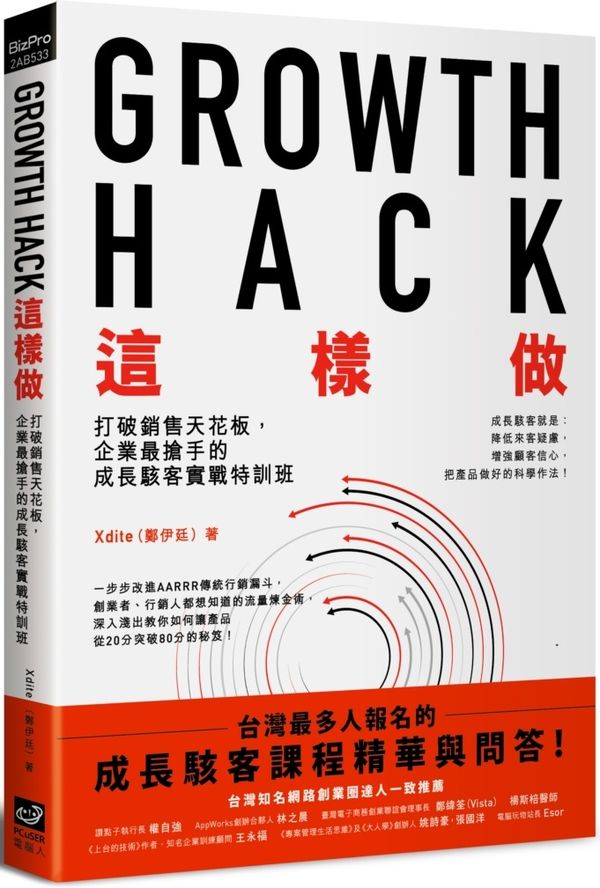 BizPro
2AB533
GROWTH HACK 這樣做
打破銷售天花板，
企業最搶手的成長駭客實戰特訓班
Xdite（鄭伊廷）著
PCuSER
電腦人
GROWTH
HACK
這樣做
打破銷售天花板，
企業最搶手的
成長駭客實戰特訓班
成長駭客就是：
降低來客疑慮，
增強顧客信心，
把產品做好的科學作法！
Xdite（鄭伊廷）著
一步步改進AARRR傳統行銷漏斗，
創業者、行銷人都想知道的流量煉金術，
深入淺出教你如何讓產品
從20分突破80分的秘笈！
台灣最多人報名的
成長駭客課程精華與問答！
台灣知名網路創業圈達人一致推薦
讚點子執行長 權自強 AppWorks創辦合夥人 林之晨 臺灣電子商務創業聯誼會理事長 鄭緯筌(Vista) 楊斯棓醫師
《上台的技術》作者，知名企業訓練顧問 王永福 《專案管理生活思維》及《大人學》創辦人 姚詩豪，張國洋 電腦玩物站長 Esor